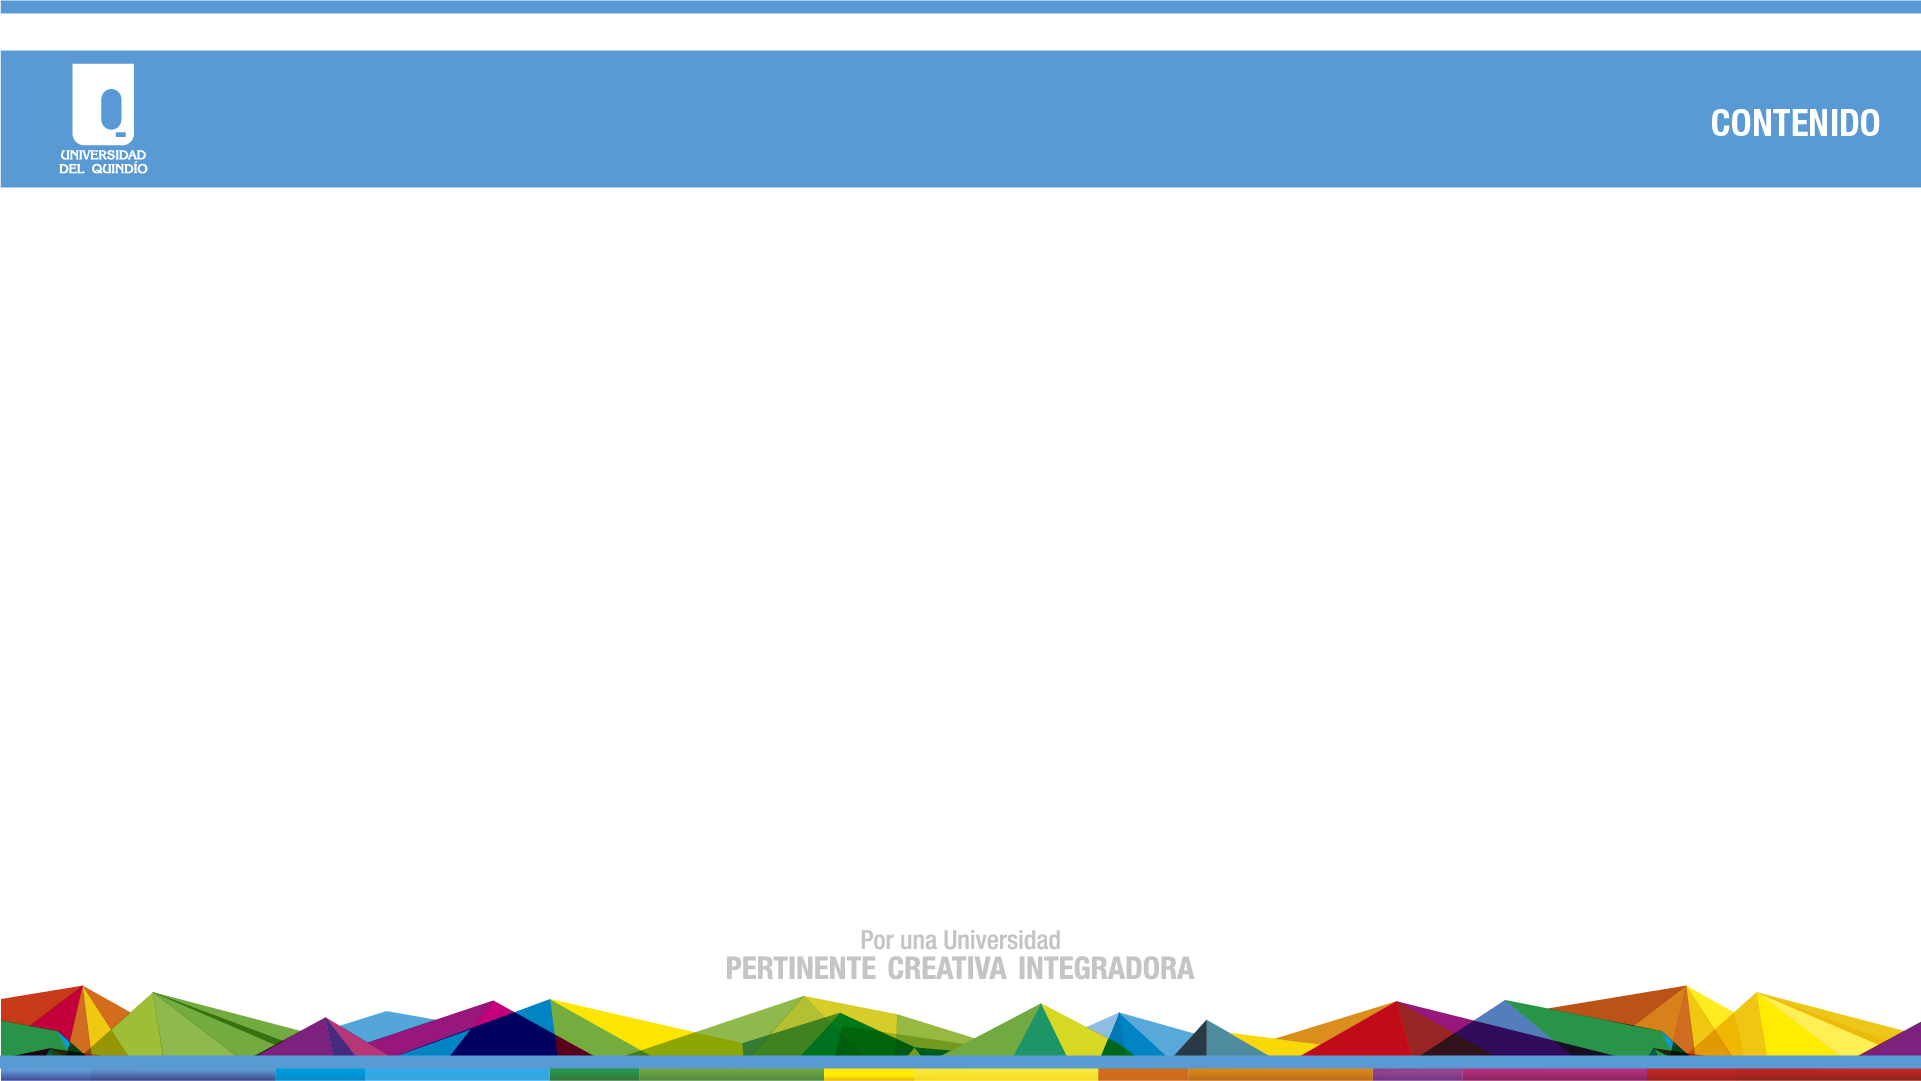 UNIVERSIDAD
DEL QUINDÍO
CONTENIDO
Por una Universidad
PERTINENTE CREATIVA INTEGRADORA